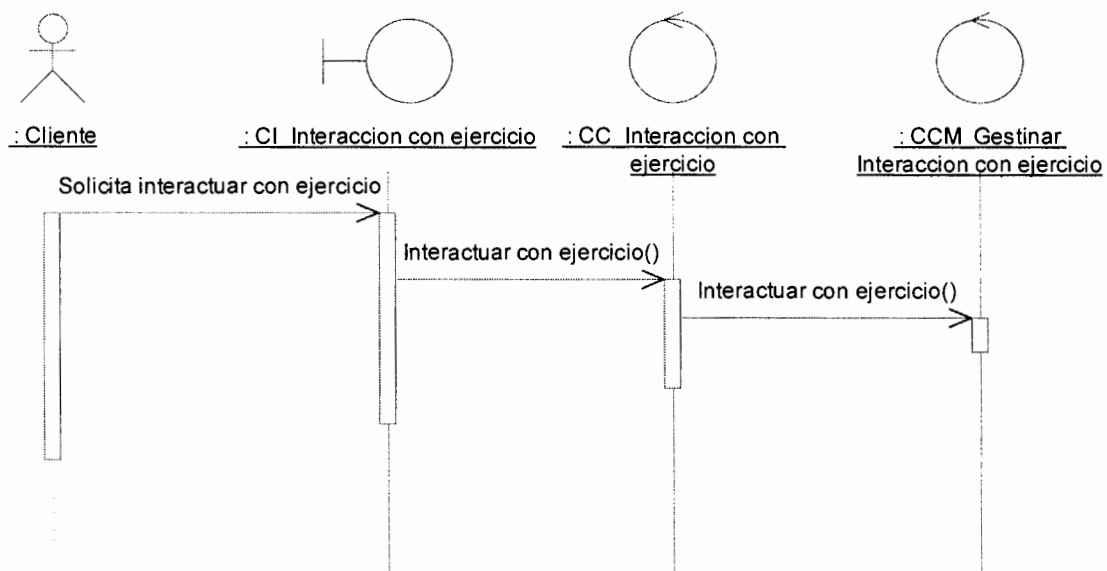 : Cliente
: CI_Interaccion con ejercicio
: CC_Interaccion con
ejercicio
: CCM_Gestinar
Interaccion con ejercicio
Solicita interactuar con ejercicio
Interactuar con ejercicio()
Interactuar con ejercicio()